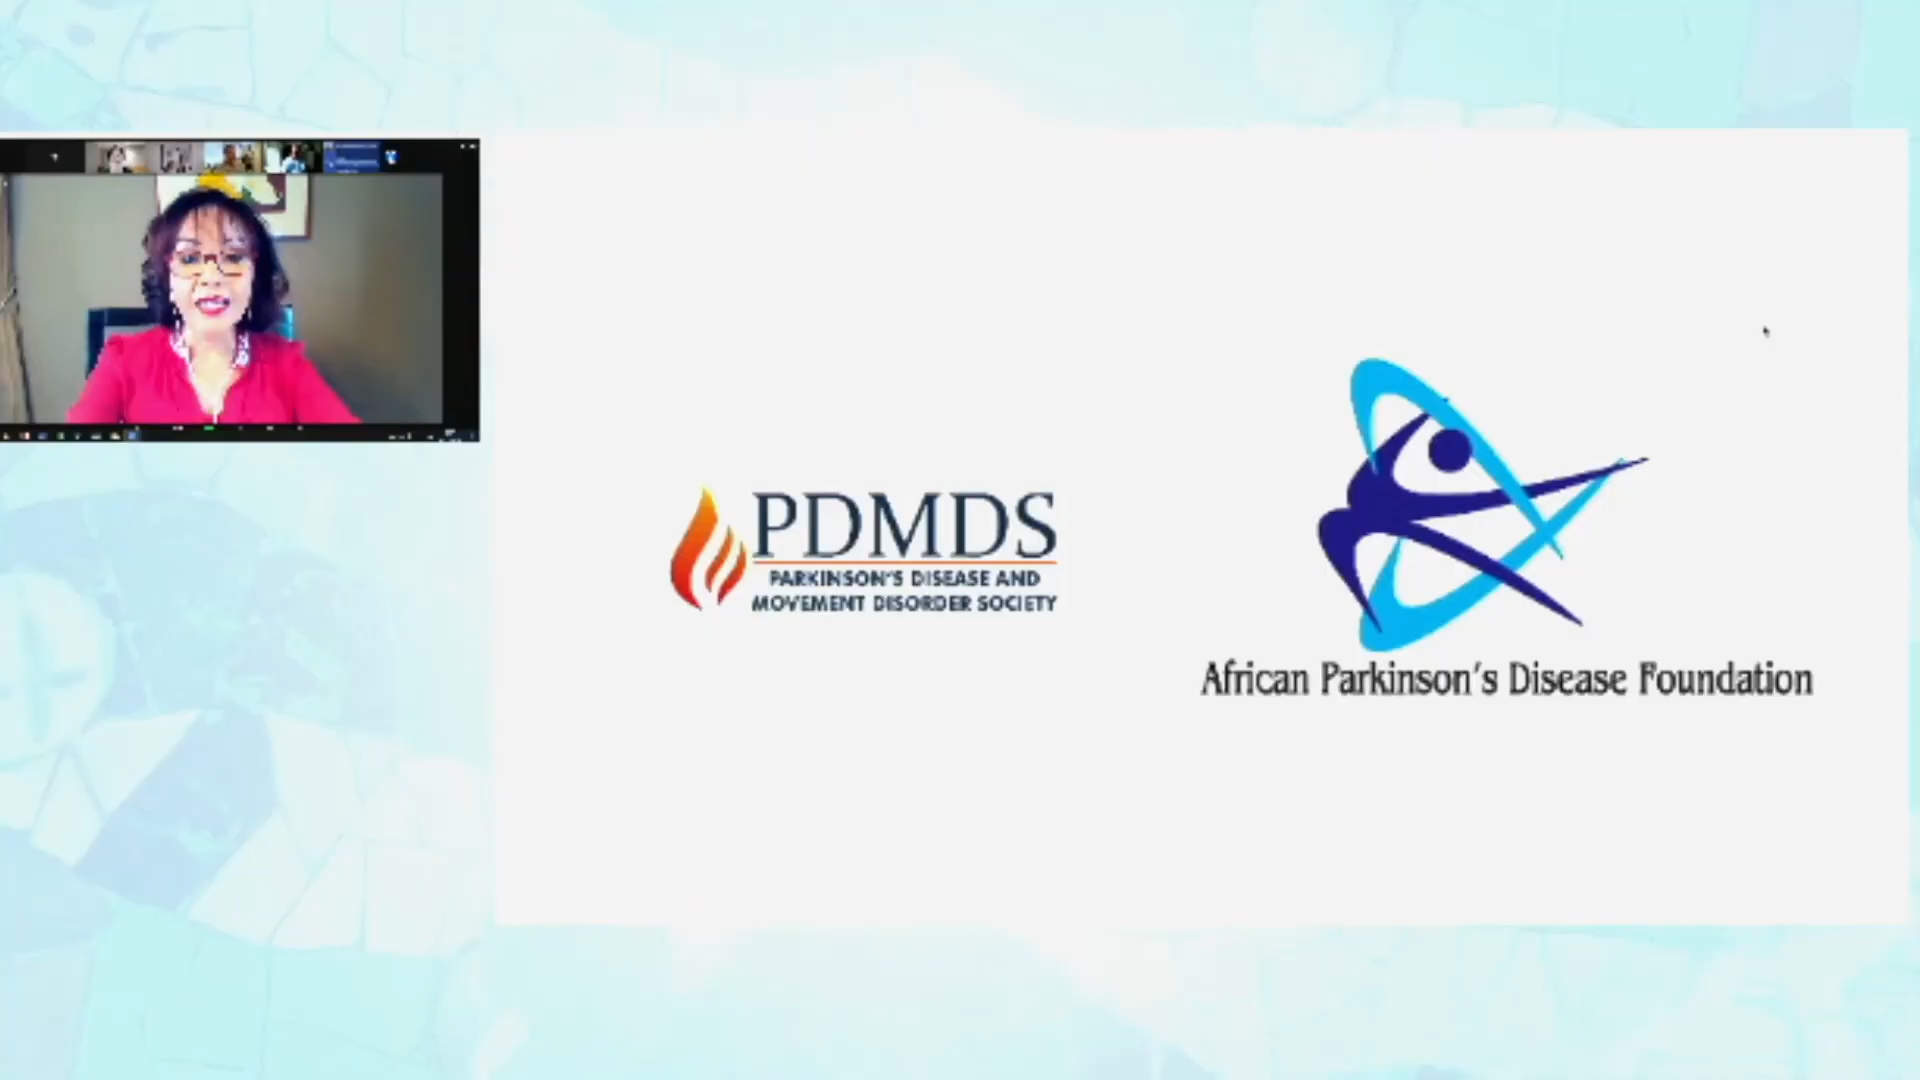 PDMDS
PARKINSON'S DISEASE AND
MOVEMENT DISORDER SOCIETY
African Parkinson's Disease Foundation